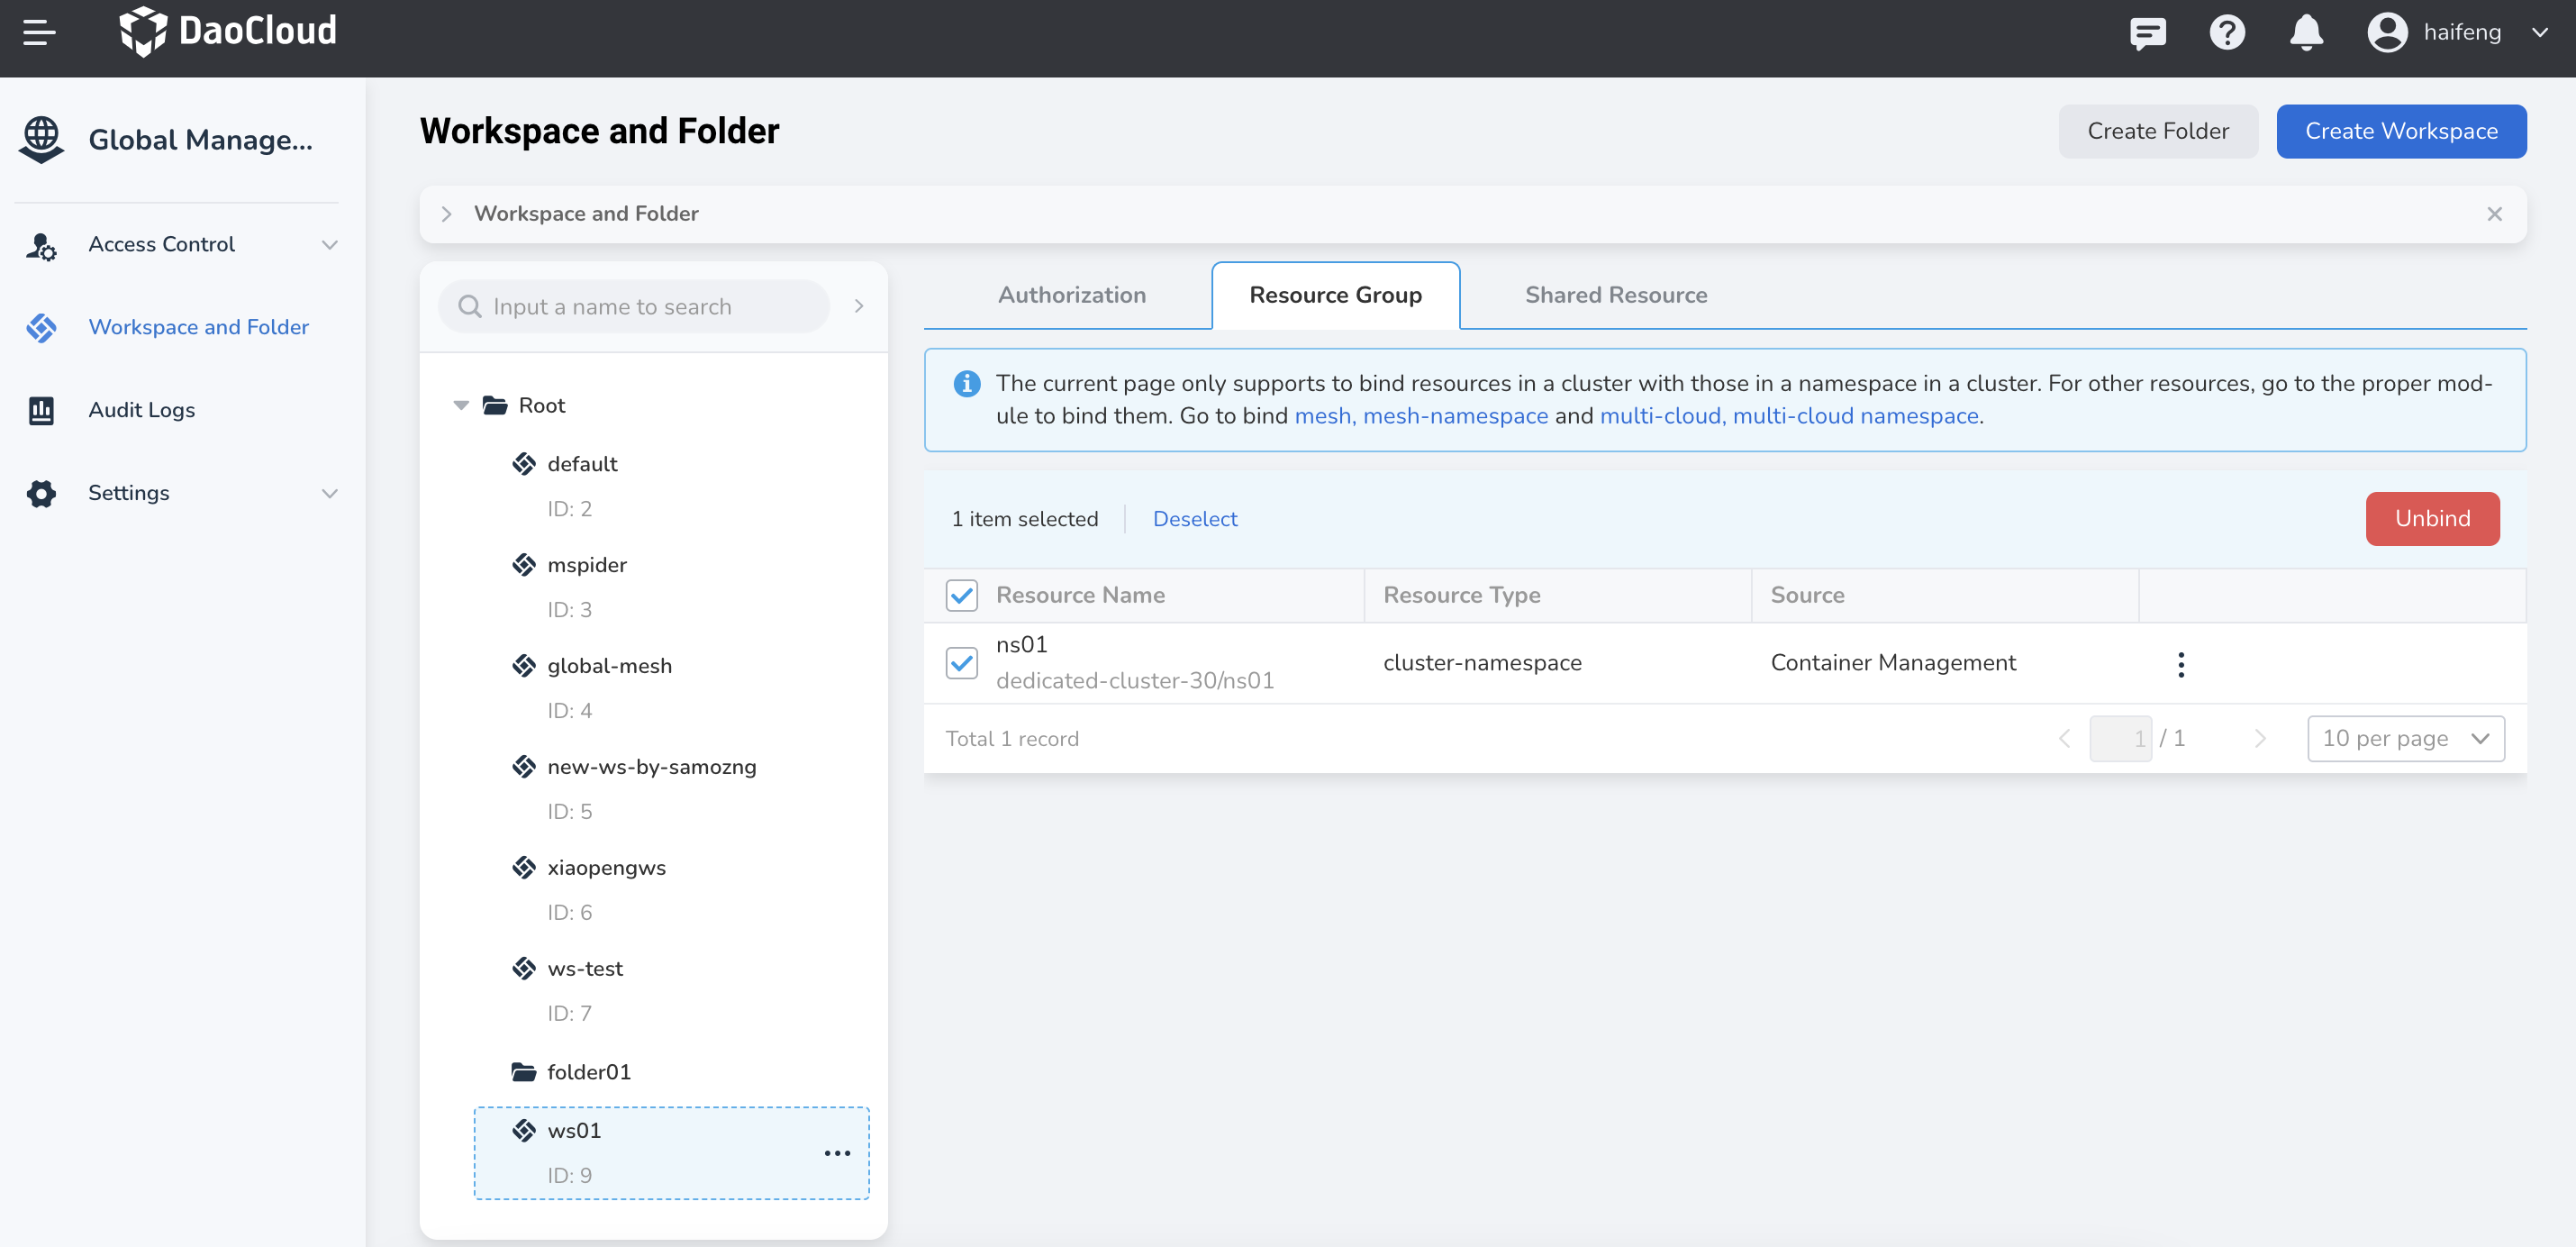 DaoCloud
haifeng
Global Manage...
Access Control
Workspace and Folder
Audit Logs
Settings
Workspace and Folder
Create Folder
Create Workspace
Workspace and Folder
Input a name to search
Root
default
ID: 2
mspider
ID: 3
global-mesh
ID: 4
new-ws-by-samozng
ID: 5
xiaopengws
ID: 6
ws-test
ID: 7
folder01
ws01
ID: 9
Authorization
Resource Group
Shared Resource
The current page only supports to bind resources in a cluster with those in a namespace in a cluster. For other resources, go to the proper mod-
ule to bind them. Go to bind mesh, mesh-namespace and multi-cloud, multi-cloud namespace.
1 item selected
Deselect
Unbind
Resource Name
Resource Type
Source
ns01
dedicated-cluster-30/ns01
cluster-namespace
Container Management
Total 1 record
1 / 1
10 per page